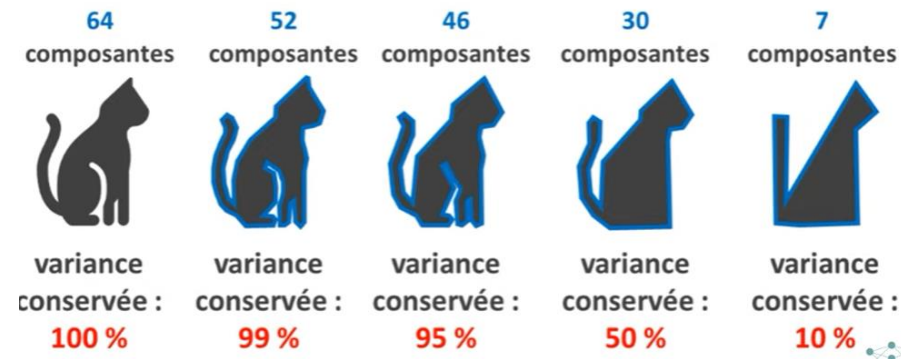 64 52 46 30 7
composantes composantes composantes composantes composantes
variance variance variance variance variance
conservée : conservée : conservée : conservée : conservée :
100 % 99 % 95 % 50 % 10 %